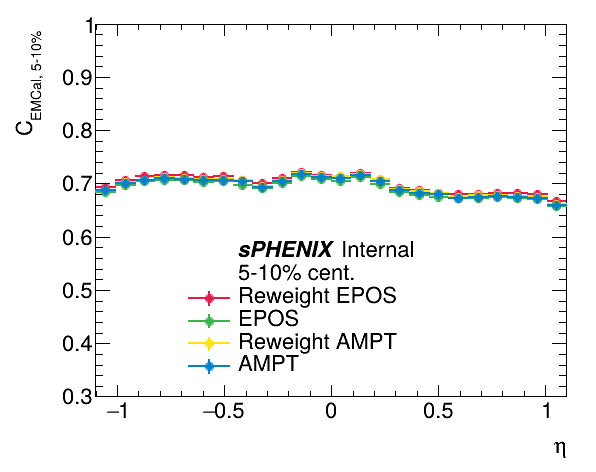 1
0.9
0.8
0.7
0.6
0.5
0.4
0.3
C EMCal, 5-10%
sPHENIX Internal
5-10% cent.
Reweight EPOS
EPOS
Reweight AMPT
AMPT
−1 −0.5 0 0.5 1
η